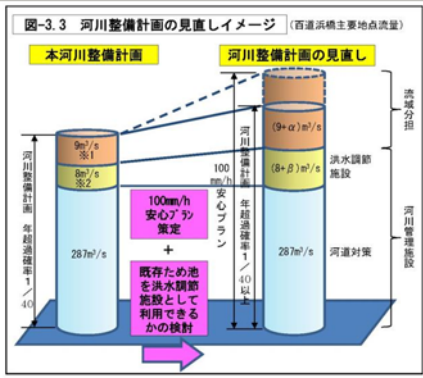 図-3.3 河川整備計画の見直しイメージ (百道浜橋主要地点流量)
本河川整備計画
河川整備計画の見直し
9m³/s
※1
8m³/s
※2
287m³/s
河川整備計画 年超過確率1/40
100mm/h
安心プラン
策定
+
既存ため池
を洪水調節
施設として
利用できる
かの検討
100mm/h安心プラン
河川整備計画 年超過確率1/40以上
(9+α)m³/s
(8+β)m³/s
287m³/s
洪水調節
施設
河道対策
流域分担
河川管理施設